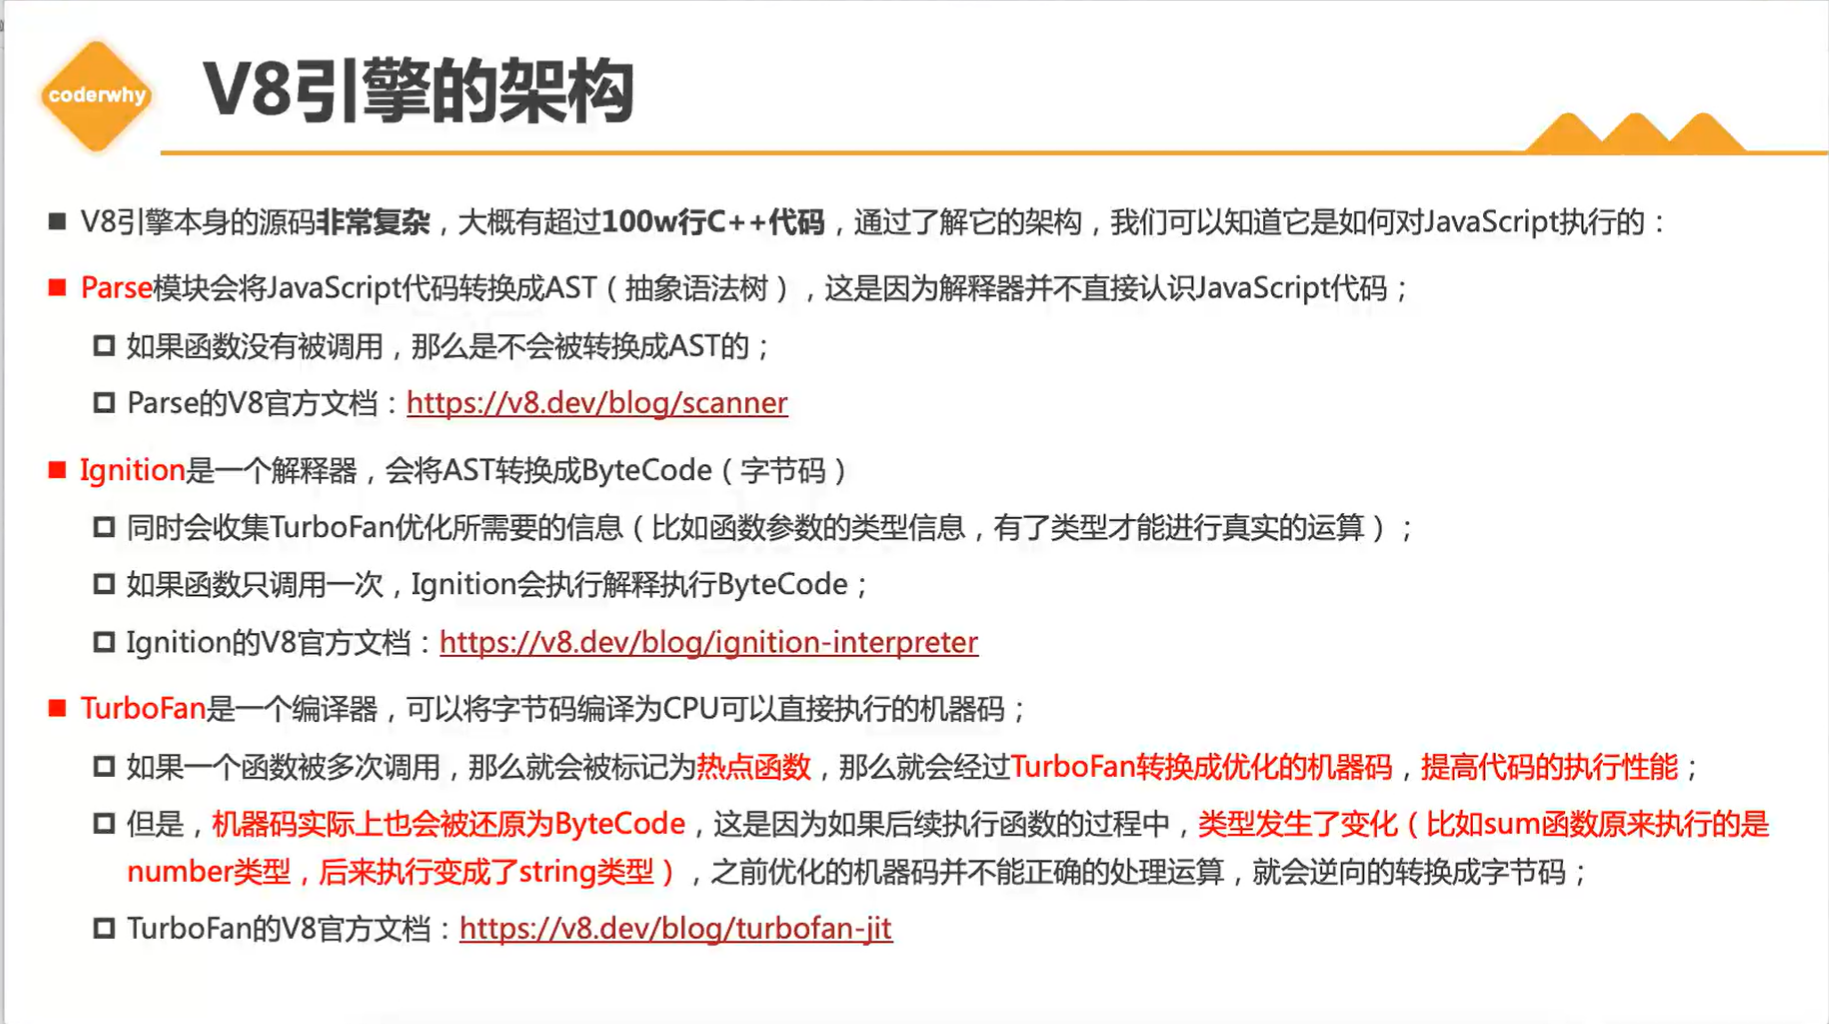 coderwhy
V8引擎的架构
V8引擎本身的源码非常复杂，大概有超过100w行C++代码，通过了解它的架构，我们可以知道它是如何对JavaScript执行的：
Parse模块会将JavaScript代码转换成AST（抽象语法树），这是因为解释器并不直接认识JavaScript代码；
如果函数没有被调用，那么是不会被转换成AST的；
Parse的V8官方文档：https://v8.dev/blog/scanner
Ignition是一个解释器，会将AST转换成ByteCode（字节码）
同时会收集TurboFan优化所需要的信息（比如函数参数的类型信息，有了类型才能进行真实的运算）；
如果函数只调用一次，Ignition会执行解释执行ByteCode；
Ignition的V8官方文档：https://v8.dev/blog/ignition-interpreter
TurboFan是一个编译器，可以将字节码编译为CPU可以直接执行的机器码；
如果一个函数被多次调用，那么就会被标记为热点函数，那么就会经过TurboFan转换成优化的机器码，提高代码的执行性能；
但是，机器码实际上也会被还原为ByteCode，这是因为如果后续执行函数的过程中，类型发生了变化（比如sum函数原来执行的是
number类型，后来执行变成了string类型），之前优化的机器码并不能正确的处理运算，就会逆向的转换成字节码；
TurboFan的V8官方文档：https://v8.dev/blog/turbofan-jit